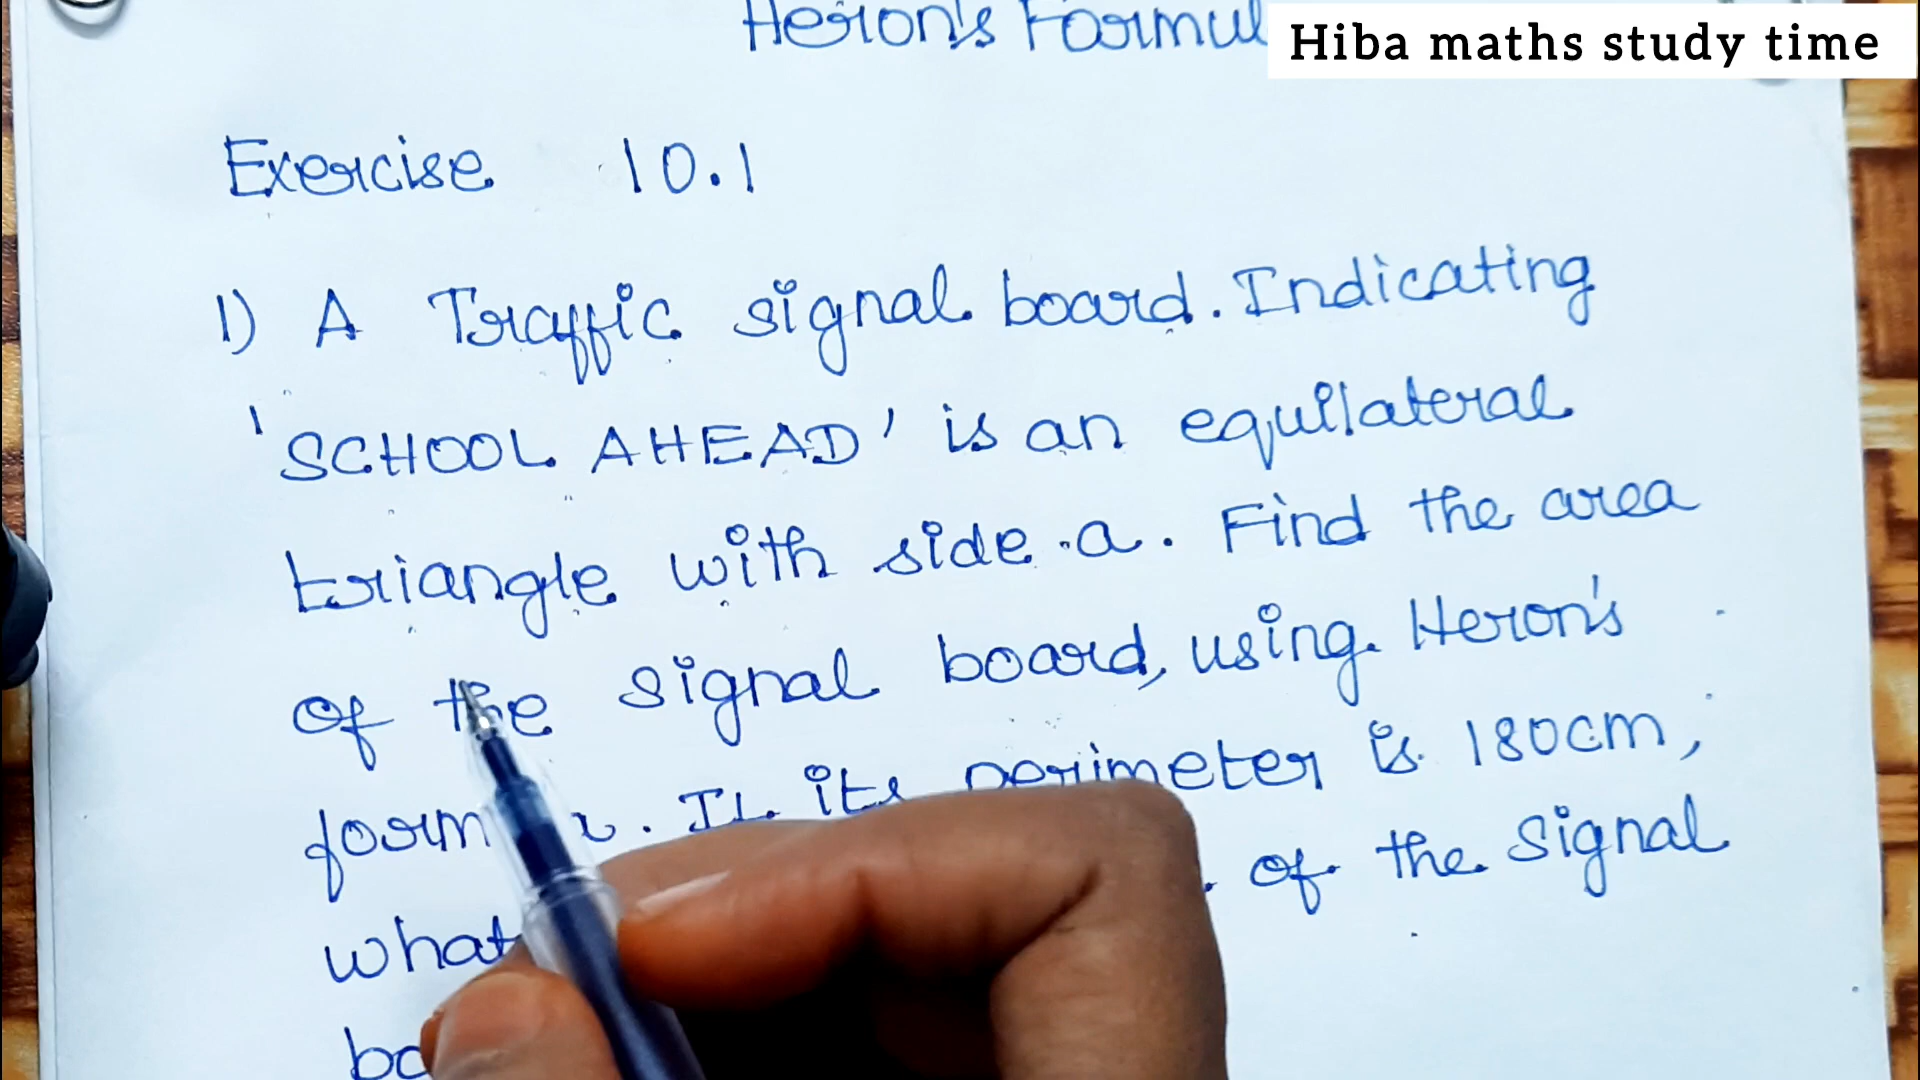 Heron's Formul
Hiba maths study time
Exercise 10.1
1) A Traffic signal board. Indicating
'SCHOOL AHEAD' is an equilateral
triangle with side a. Find the area
of the signal board, using Heron's
its perimeter is 180cm,
what of the signal